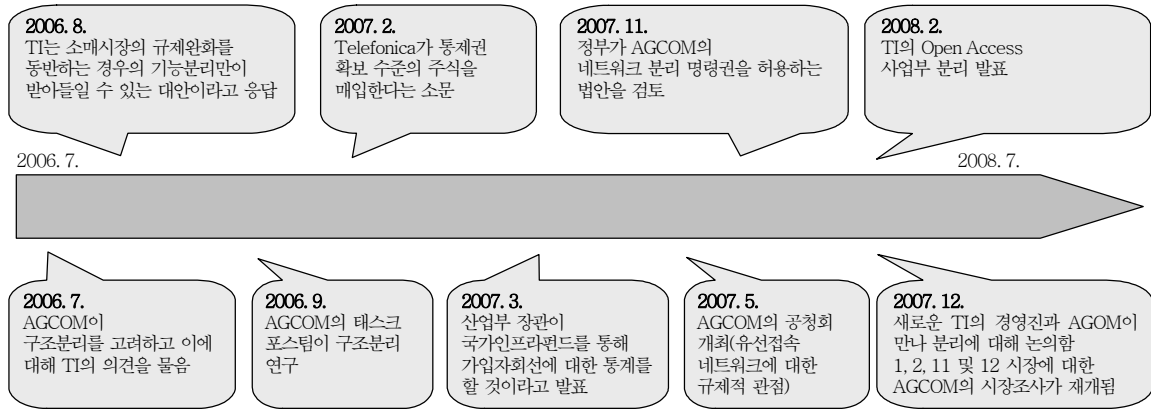 2006. 8.
TI는 소매시장의 규제완화를
동반하는 경우의 기능분리만이
받아들일 수 있는 대안이라고 응답
2007. 2.
Telefonica가 통제권
확보 수준의 주식을
매입한다는 소문
2007. 11.
정부가 AGCOM의
네트워크 분리 명령권을 허용하는
법안을 검토
2008. 2.
TI의 Open Access
사업부 분리 발표
2006. 7.
2008. 7.
2006. 7.
AGCOM이
구조분리를 고려하고 이에
대해 TI의 의견을 물음
2006. 9.
AGCOM의 태스크
포스팀이 구조분리
연구
2007. 3.
산업부 장관이
국가인프라펀드를 통해
가입자회선에 대한 통계를
할 것이라고 발표
2007. 5.
AGCOM의 공청회
개최(유선접속
네트워크에 대한
규제적 관점)
2007. 12.
새로운 TI의 경영진과 AGOM이
만나 분리에 대해 논의함
1, 2, 11 및 12 시장에 대한
AGCOM의 시장조사가 재개됨